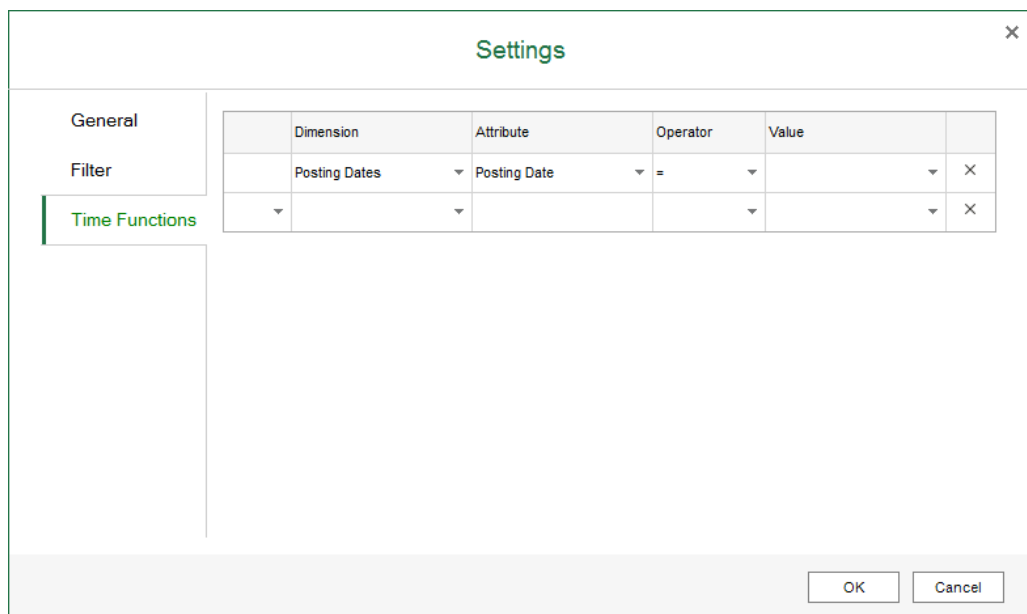 Settings
General
Filter
Time Functions
Dimension Attribute Operator Value
Posting Dates Posting Date =
OK Cancel